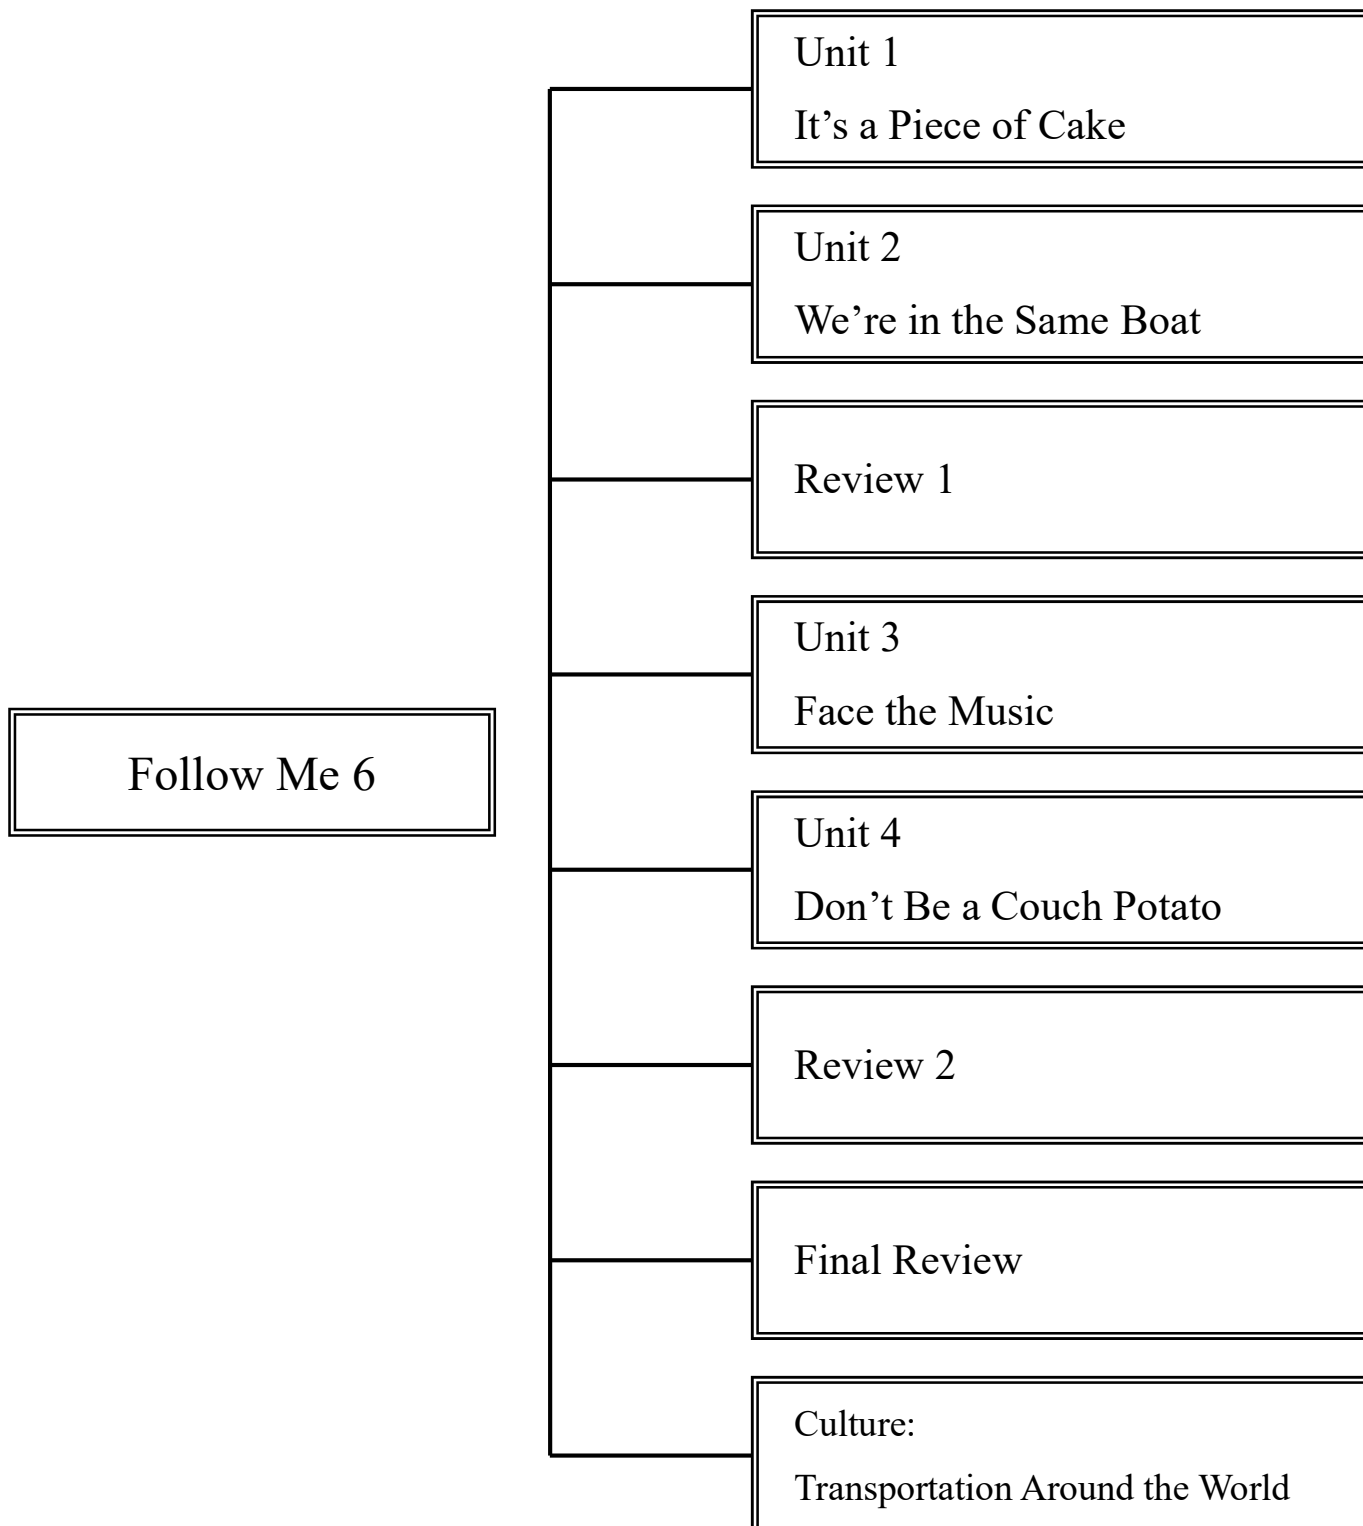 Unit 1
It’s a Piece of Cake
Unit 2
We’re in the Same Boat
Review 1
Unit 3
Face the Music
Follow Me 6
Unit 4
Don’t Be a Couch Potato
Review 2
Final Review
Culture:
Transportation Around the World